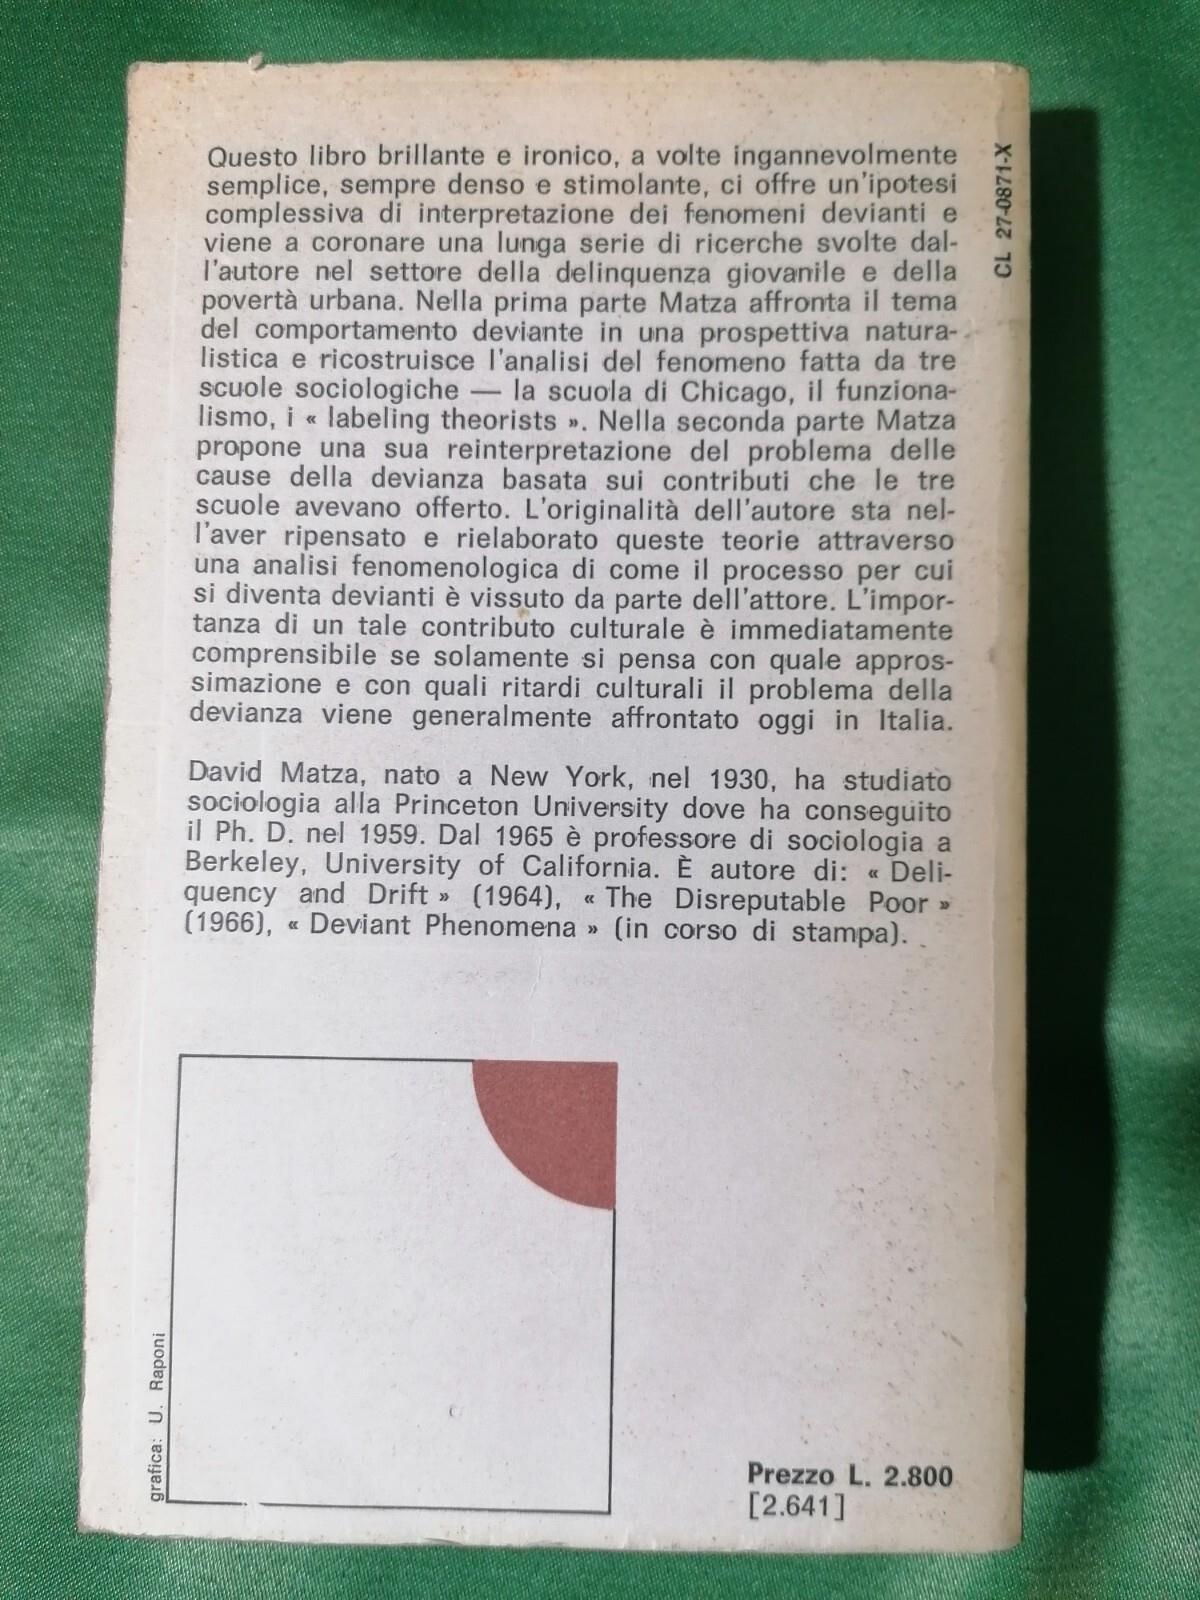 Questo libro brillante e ironico, a volte ingannevolmente
semplice, sempre denso e stimolante, ci offre un'ipotesi
complessiva di interpretazione dei fenomeni devianti e
viene a coronare una lunga serie di ricerche svolte dal-
l'autore nel settore della delinquenza giovanile e della
povertà urbana. Nella prima parte Matza affronta il tema
del comportamento deviante in una prospettiva natura-
listica e ricostruisce l'analisi del fenomeno fatta da tre
scuole sociologiche — la scuola di Chicago, il funziona-
lismo, i « labeling theorists ». Nella seconda parte Matza
propone una sua reinterpretazione del problema delle
cause della devianza basata sui contributi che le tre
scuole avevano offerto. L'originalità dell'autore sta nel-
l'aver ripensato e rielaborato queste teorie attraverso
una analisi fenomenologica di come il processo per cui
si diventa devianti è vissuto da parte dell'attore. L'impor-
tanza di un tale contributo culturale è immediatamente
comprensibile se solamente si pensa con quale appros-
simazione e con quali ritardi culturali il problema della
devianza viene generalmente affrontato oggi in Italia.
David Matza, nato a New York, nel 1930, ha studiato
sociologia alla Princeton University dove ha conseguito
il Ph. D. nel 1959. Dal 1965 è professore di sociologia a
Berkeley, University of California. È autore di: « Deli-
quency and Drift » (1964), « The Disreputable Poor »
(1966), « Deviant Phenomena » (in corso di stampa).
CL 27-0871-X
grafica: U. Raponi
Prezzo L. 2.800
[2.641]